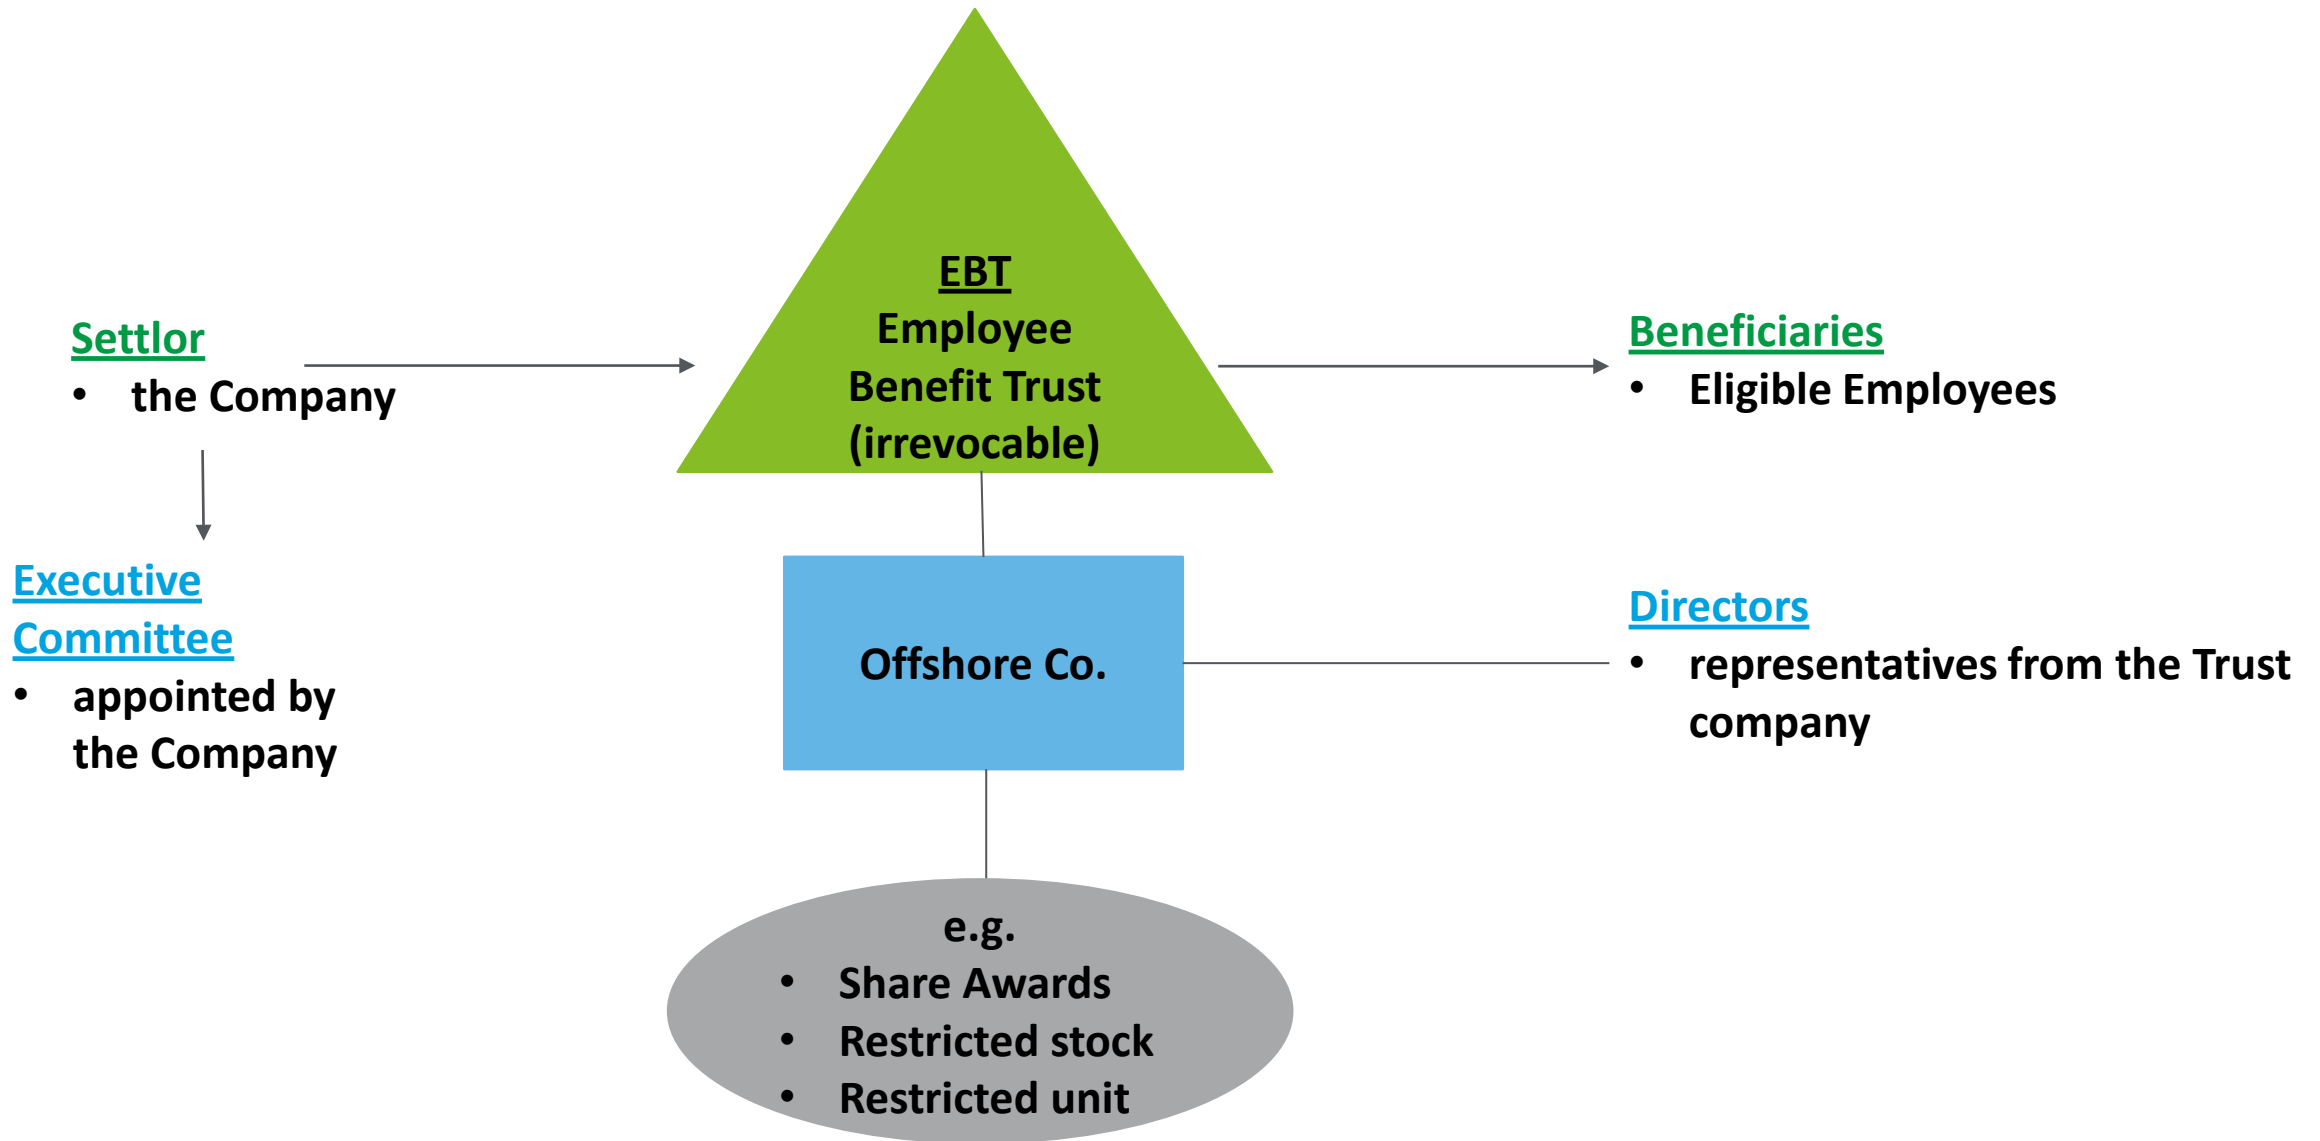 EBT
Employee
Benefit Trust
(irrevocable)
Settlor
• the Company
Beneficiaries
• Eligible Employees
Executive
Committee
• appointed by
the Company
Offshore Co.
Directors
• representatives from the Trust
company
e.g.
• Share Awards
• Restricted stock
• Restricted unit